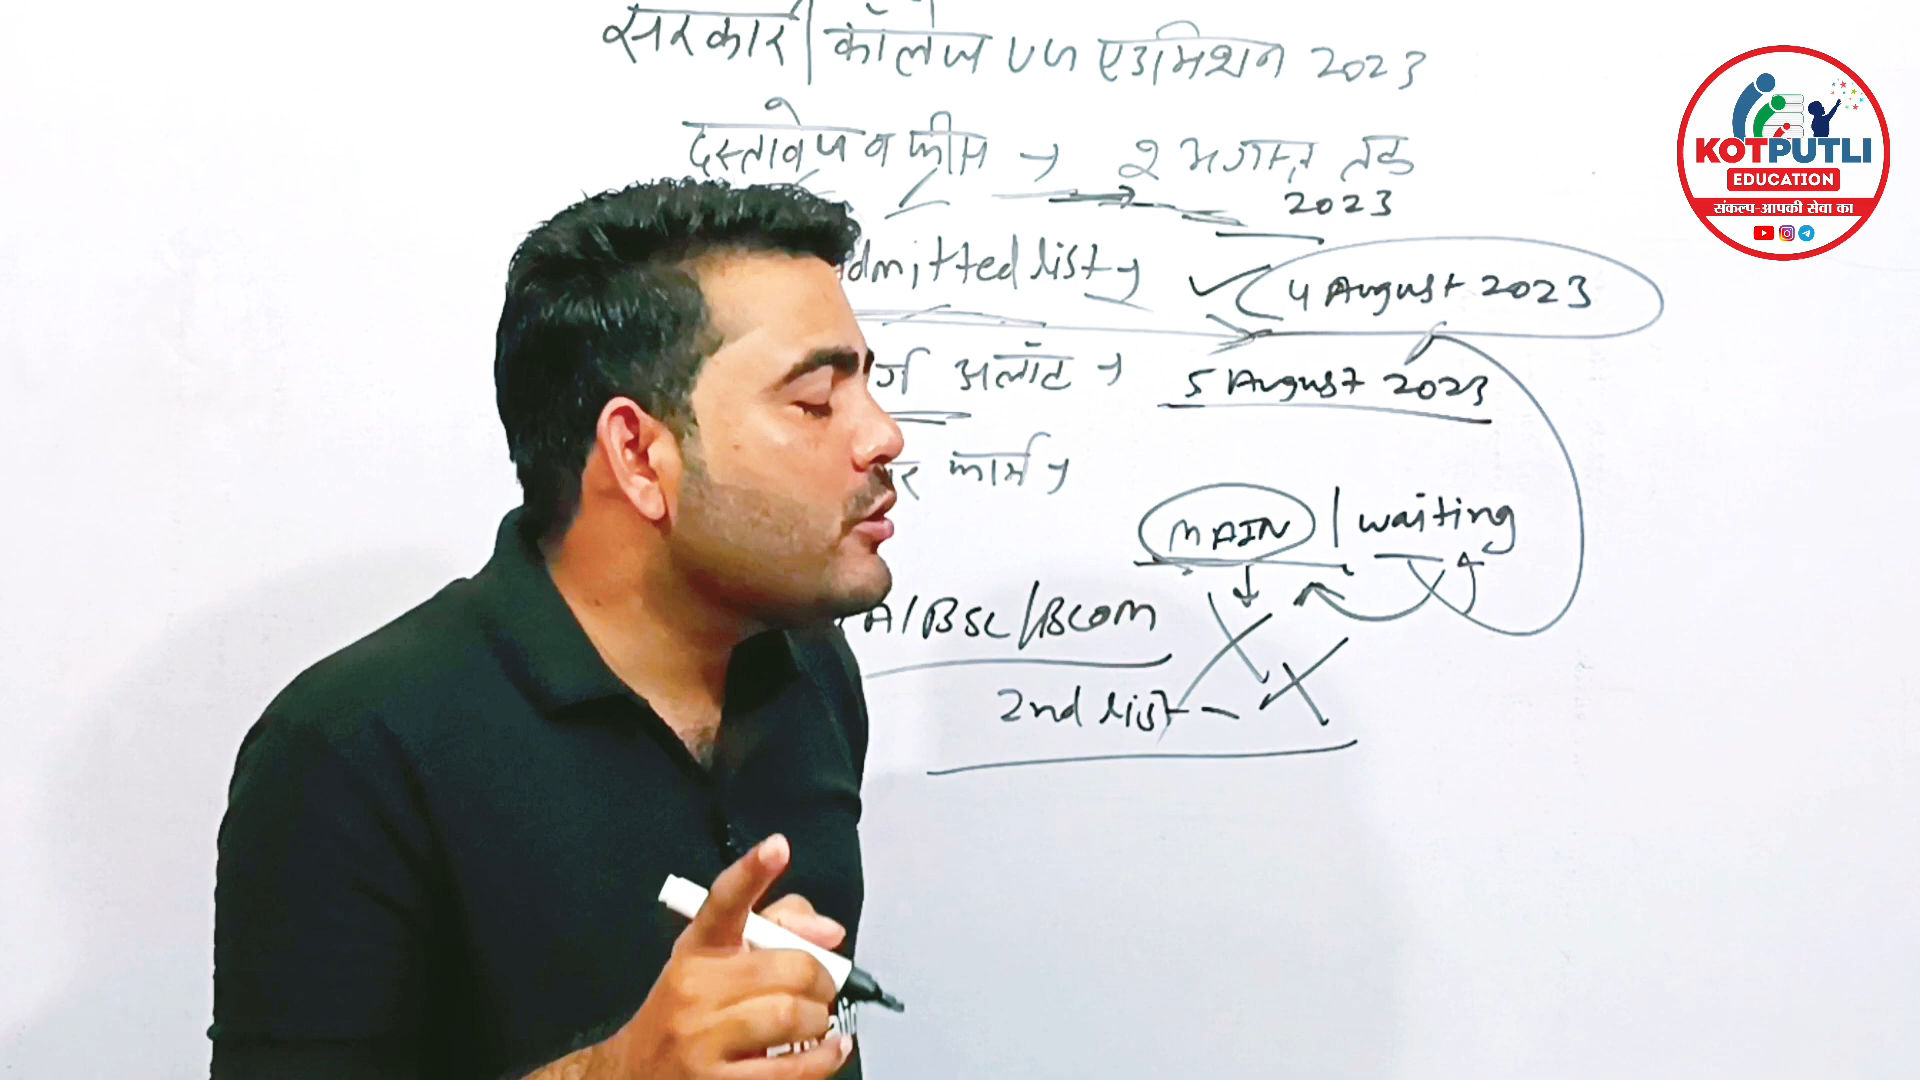 सरकारी कॉलेज UG एडमिशन 2023
दस्तावेज व फीस → 2 अगस्त तक
2023
Admitted list → 4 August 2023
अलॉट → 5 August 2023
फार्म →
MAIN | waiting
A/BSC/BCOM
2nd list -
KOTPUTLI
EDUCATION
संकल्प-आपकी सेवा का